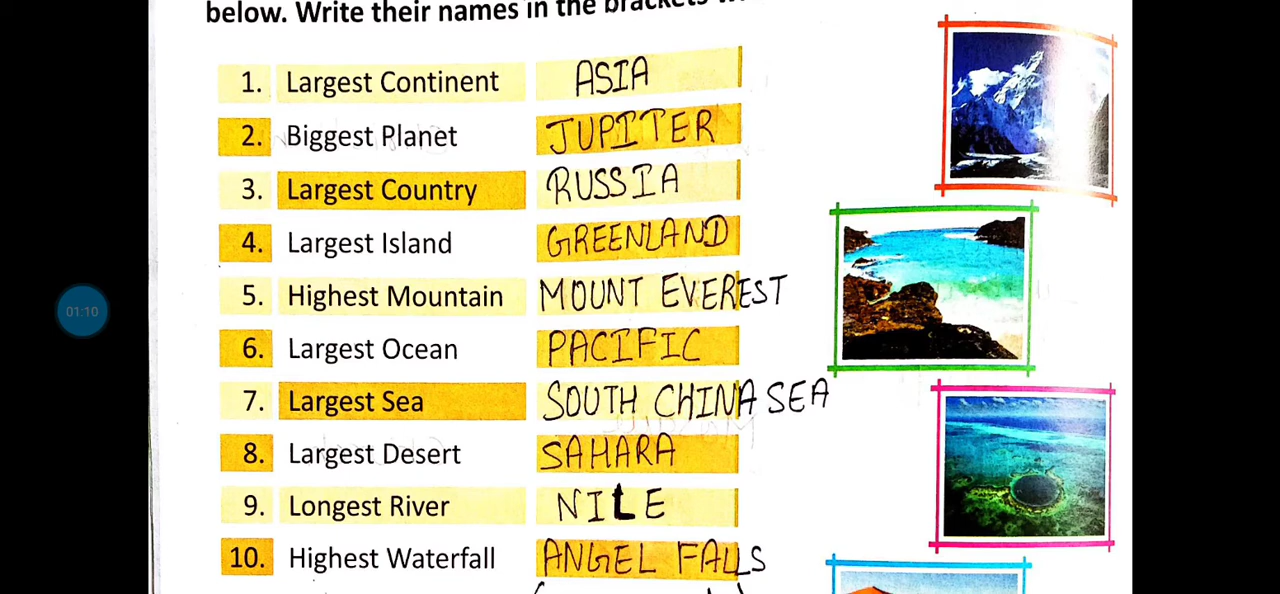 below. Write their names in the brackets
1. Largest Continent ASIA
2. Biggest Planet JUPITER
3. Largest Country RUSSIA
4. Largest Island GREENLAND
5. Highest Mountain MOUNT EVEREST
01:10
6. Largest Ocean PACIFIC
7. Largest Sea SOUTH CHINA SEA
8. Largest Desert SAHARA
9. Longest River NILE
10. Highest Waterfall ANGEL FALLS